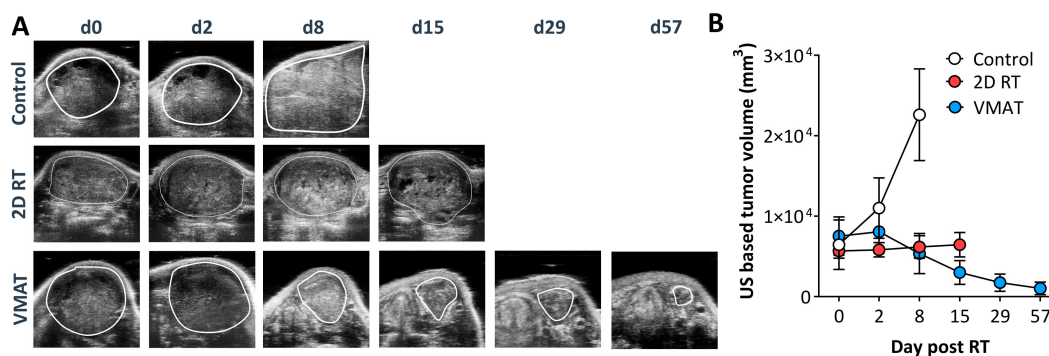 A
d0 d2 d8 d15 d29 d57
Control
2D RT
VMAT
B
US based tumor volume (mm³)
3×10⁴
2×10⁴
1×10⁴
0
Control
2D RT
VMAT
0 2 8 15 29 57
Day post RT